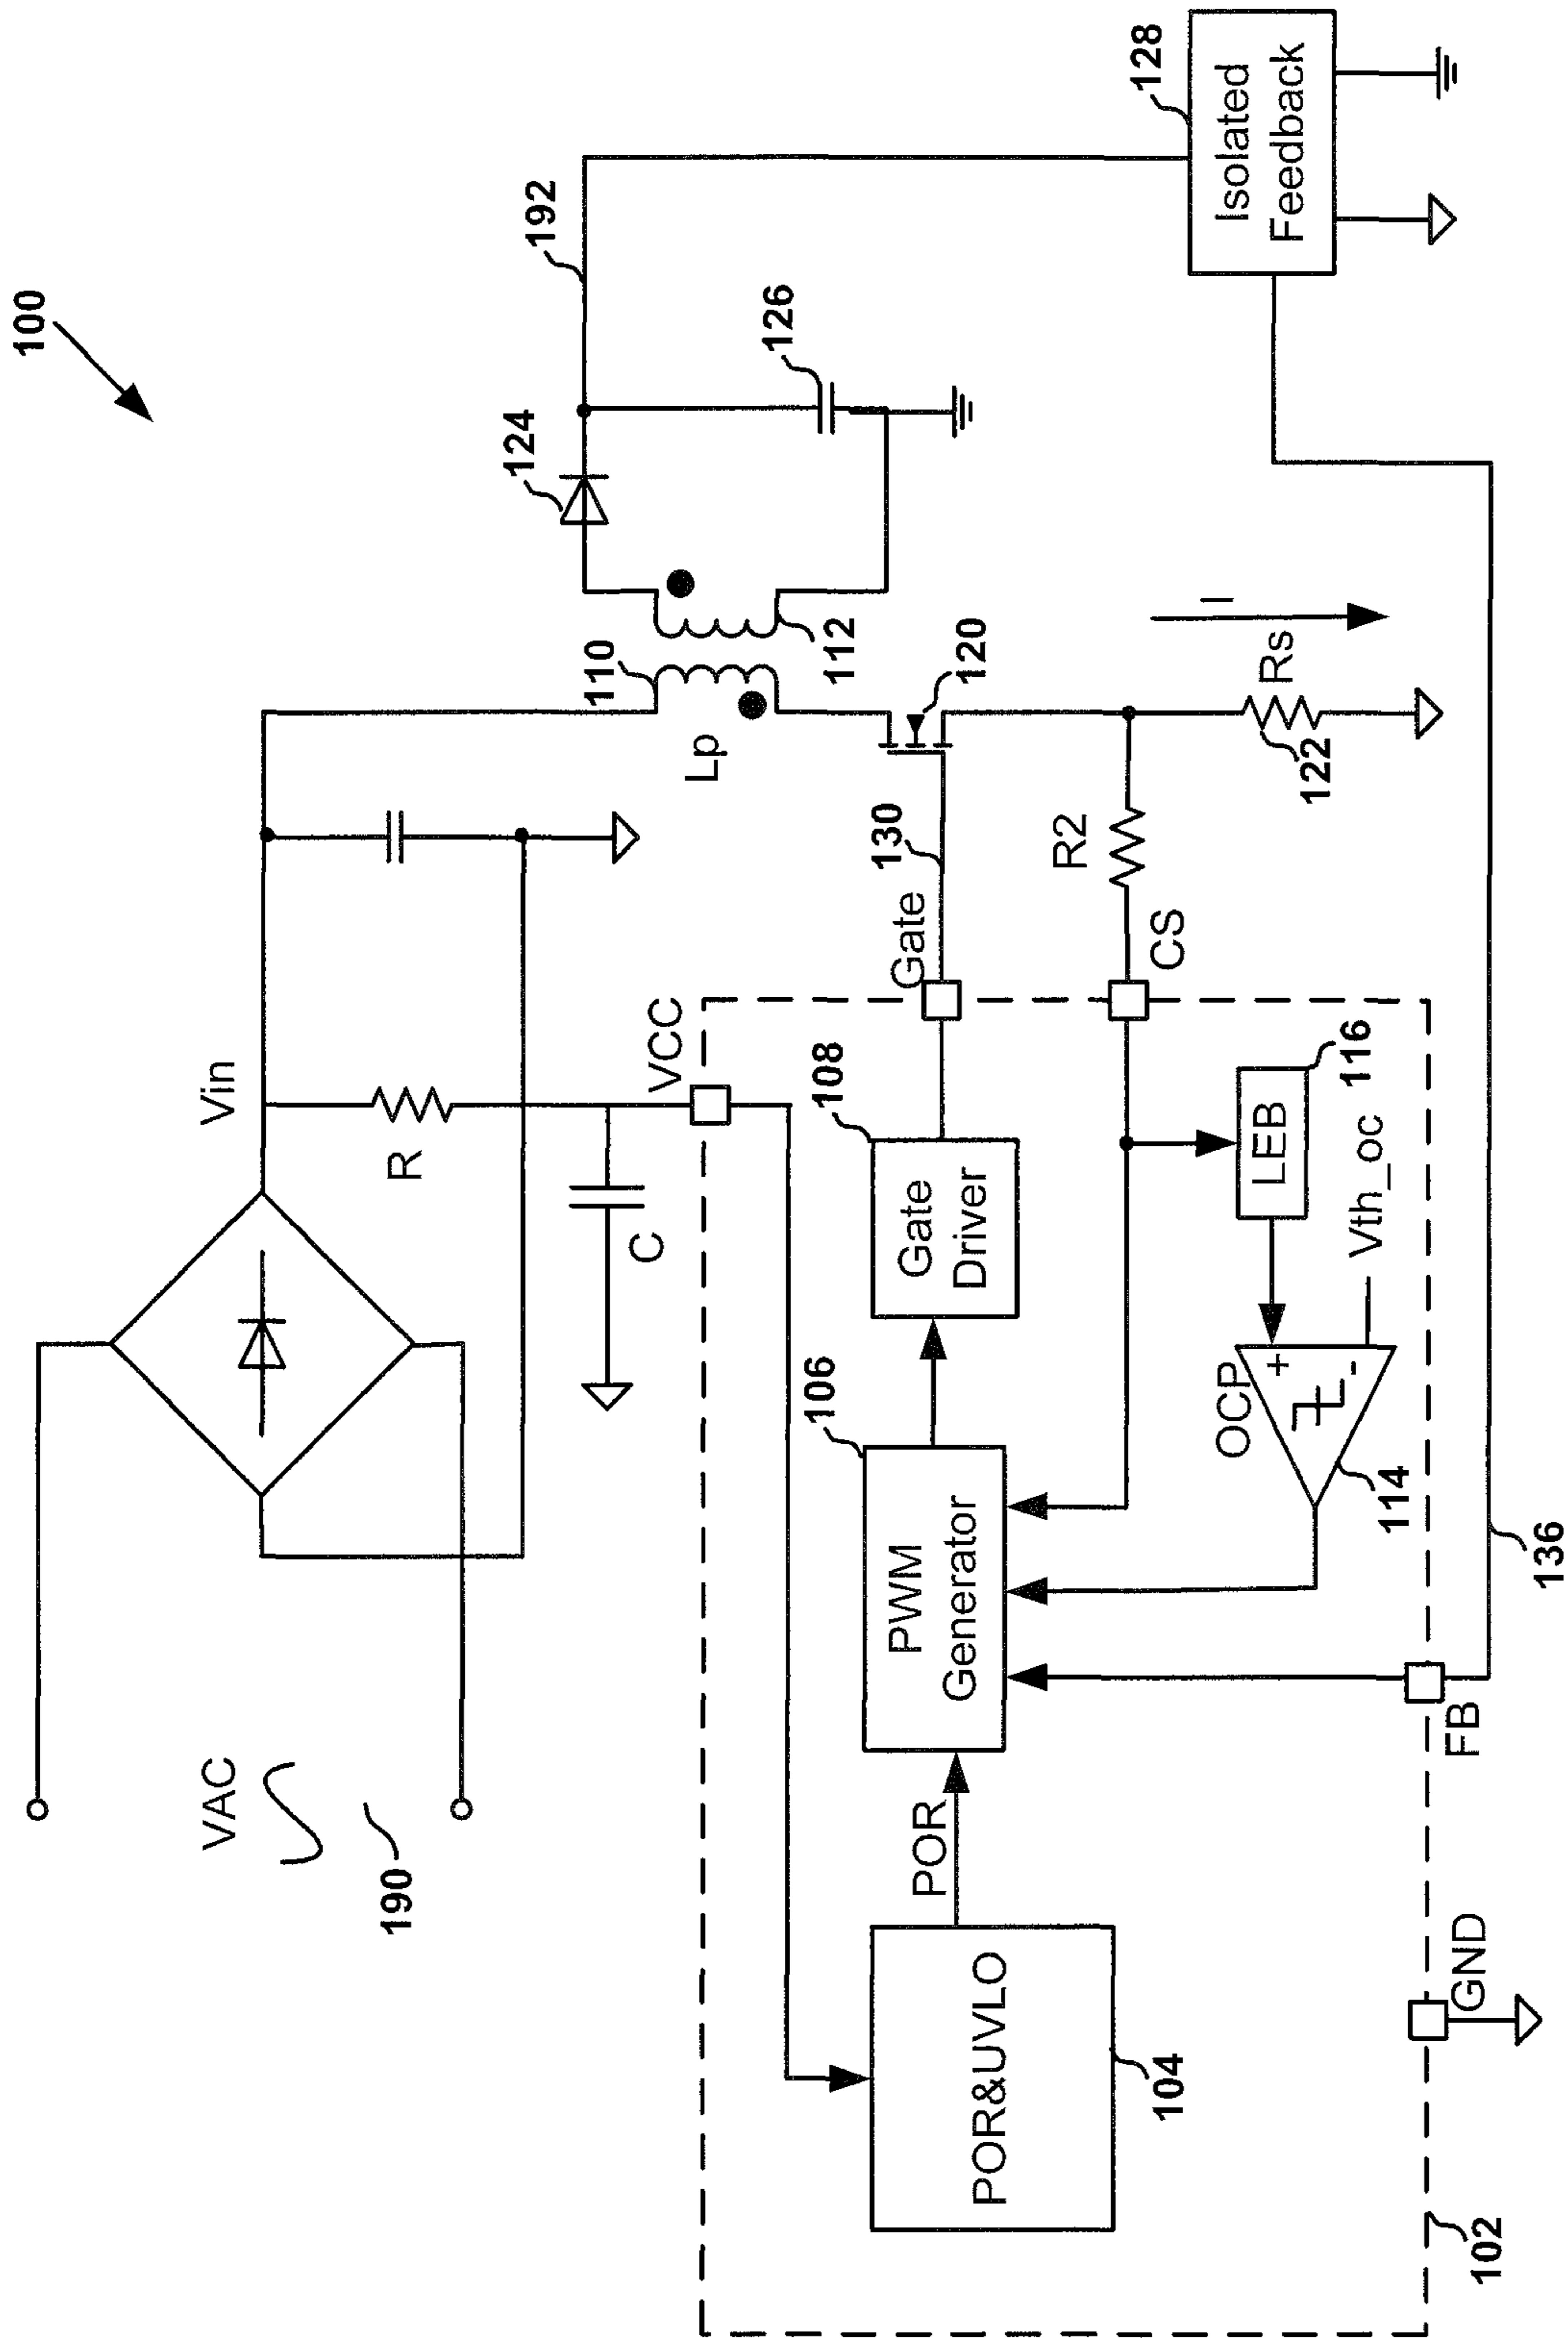 100
VAC
190
Vin
R
C
VCC
Lp
110
112
124
126
192
128
Isolated
Feedback
120
130
Gate
108
Gate
Driver
106
PWM
Generator
POR
POR&UVLO
104
R2
CS
116
LEB
Vth_oc
OCP
+
-
114
Rs
122
I
FB
136
GND
102